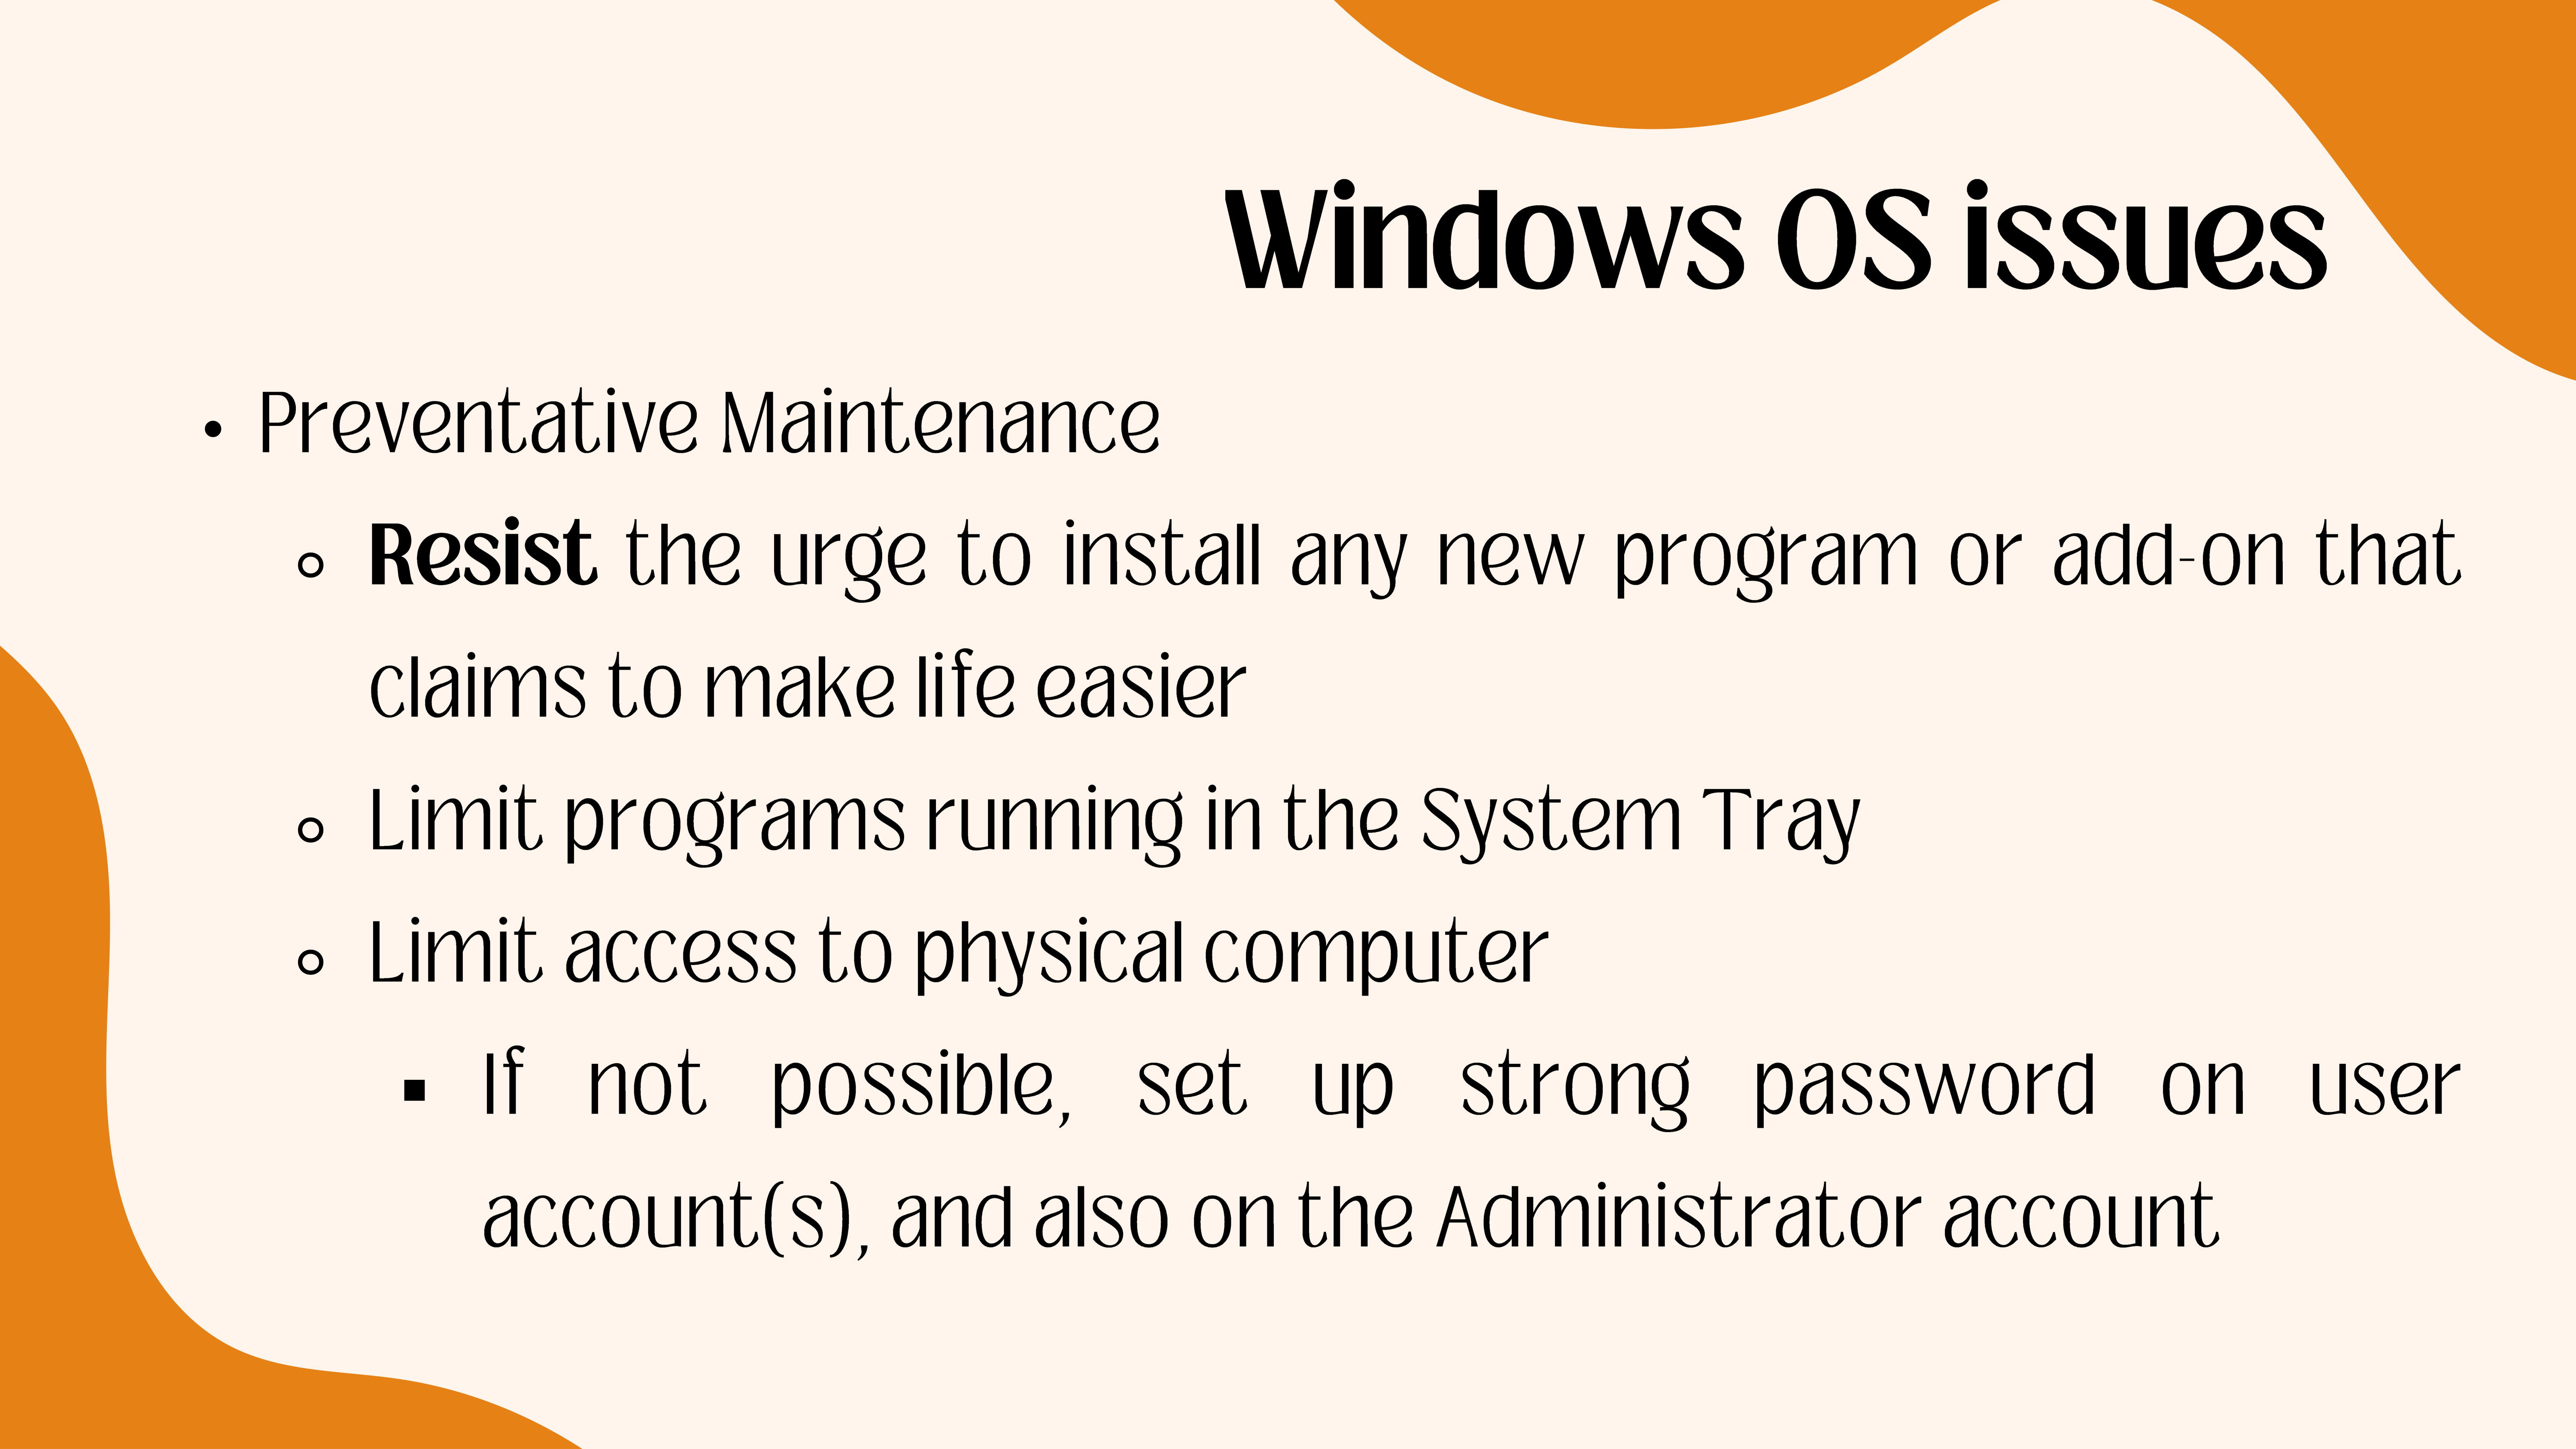 Windows OS issues
• Preventative Maintenance
○ Resist the urge to install any new program or add-on that
claims to make life easier
○ Limit programs running in the System Tray
○ Limit access to physical computer
▪ If not possible, set up strong password on user
account(s), and also on the Administrator account